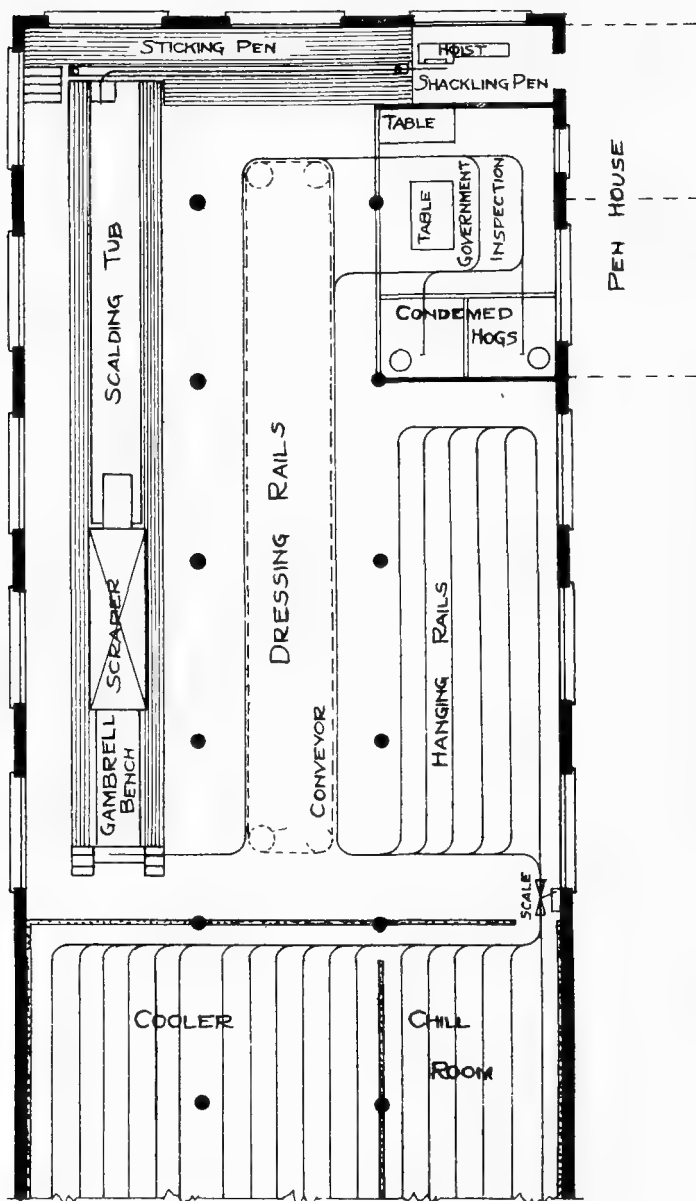 STICKING PEN
HOIST
SHACKLING PEN
TABLE
TABLE
GOVERNMENT
INSPECTION
PEN HOUSE
CONDEMED
HOGS
SCALDING TUB
DRESSING RAILS
SCRAPER
HANGING RAILS
CONVEYOR
GAMBRELL
BENCH
SCALE
COOLER
CHILL
ROOM